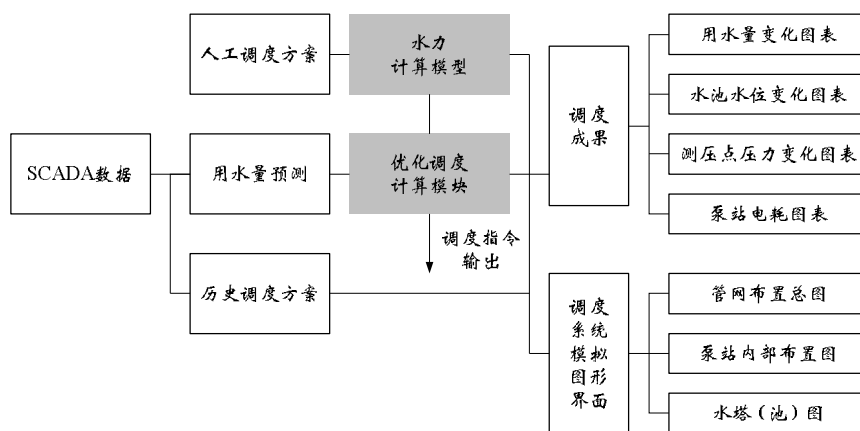 人工调度方案
水力
计算模型
SCADA数据
用水量预测
优化调度
计算模块
调度指令
输出
历史调度方案
调度
成果
用水量变化图表
水池水位变化图表
测压点压力变化图表
泵站电耗图表
调度
系统
模拟
图形
界面
管网布置总图
泵站内部布置图
水塔（池）图